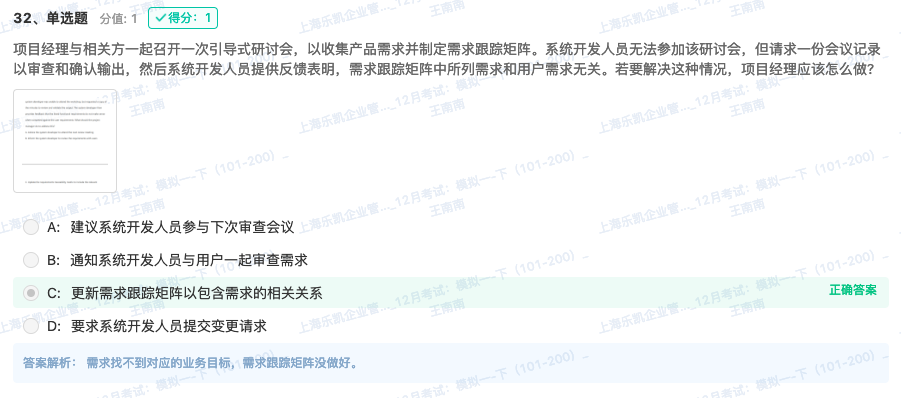 32、单选题 分值: 1 得分: 1
项目经理与相关方一起召开一次引导式研讨会，以收集产品需求并制定需求跟踪矩阵。系统开发人员无法参加该研讨会，但请求一份会议记录
以审查和确认输出，然后系统开发人员提供反馈表明，需求跟踪矩阵中所列需求和用户需求无关。若要解决这种情况，项目经理应该怎么做?
A: 建议系统开发人员参与下次审查会议
B: 通知系统开发人员与用户一起审查需求
C: 更新需求跟踪矩阵以包含需求的相关关系
正确答案
D: 要求系统开发人员提交变更请求
答案解析: 需求找不到对应的业务目标，需求跟踪矩阵没做好。
上海乐凯企业管..._12月考试：模拟一-下（101-200）_
王南南